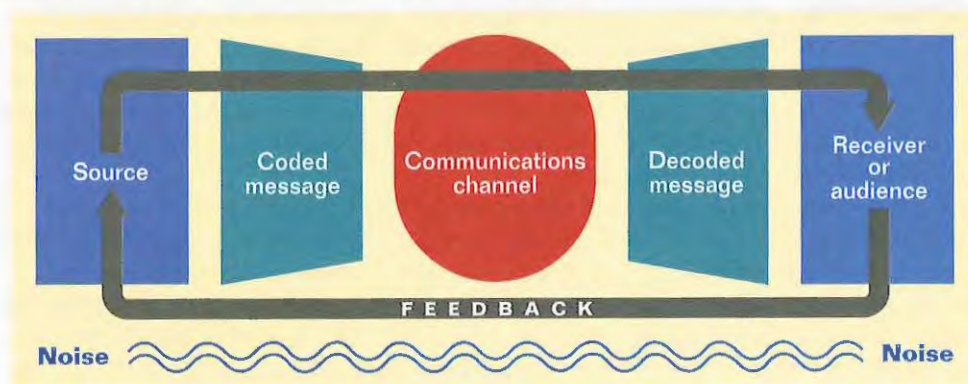 Source
Coded
message
Communications
channel
Decoded
message
Receiver
or
audience
FEEDBACK
Noise
Noise